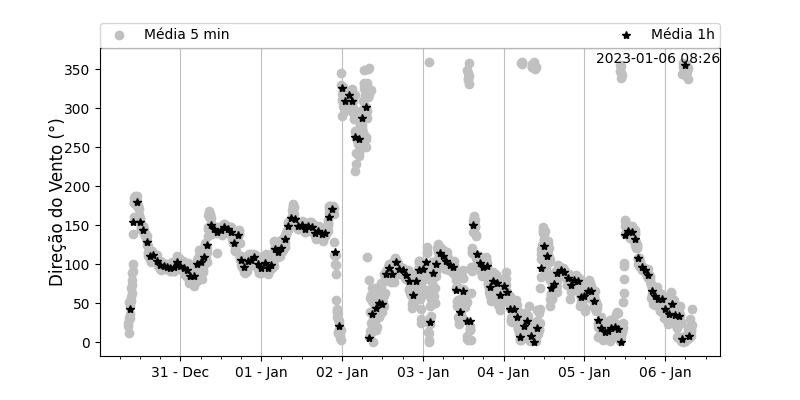 Média 5 min
Média 1h
2023-01-06 08:26
Direção do Vento (°)
350
300
250
200
150
100
50
0
31 - Dec
01 - Jan
02 - Jan
03 - Jan
04 - Jan
05 - Jan
06 - Jan